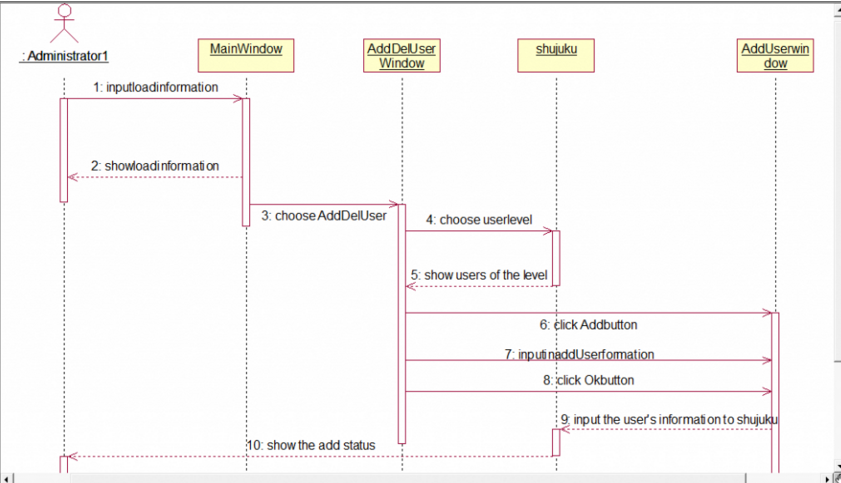 : Administrator1
MainWindow
AddDelUser
Window
shujuku
AddUserwin
dow
1: inputloadinformation
2: showloadinformation
3: choose AddDelUser
4: choose userlevel
5: show users of the level
6: click Addbutton
7: inputinaddUserformation
8: click Okbutton
9: input the user's information to shujuku
10: show the add status